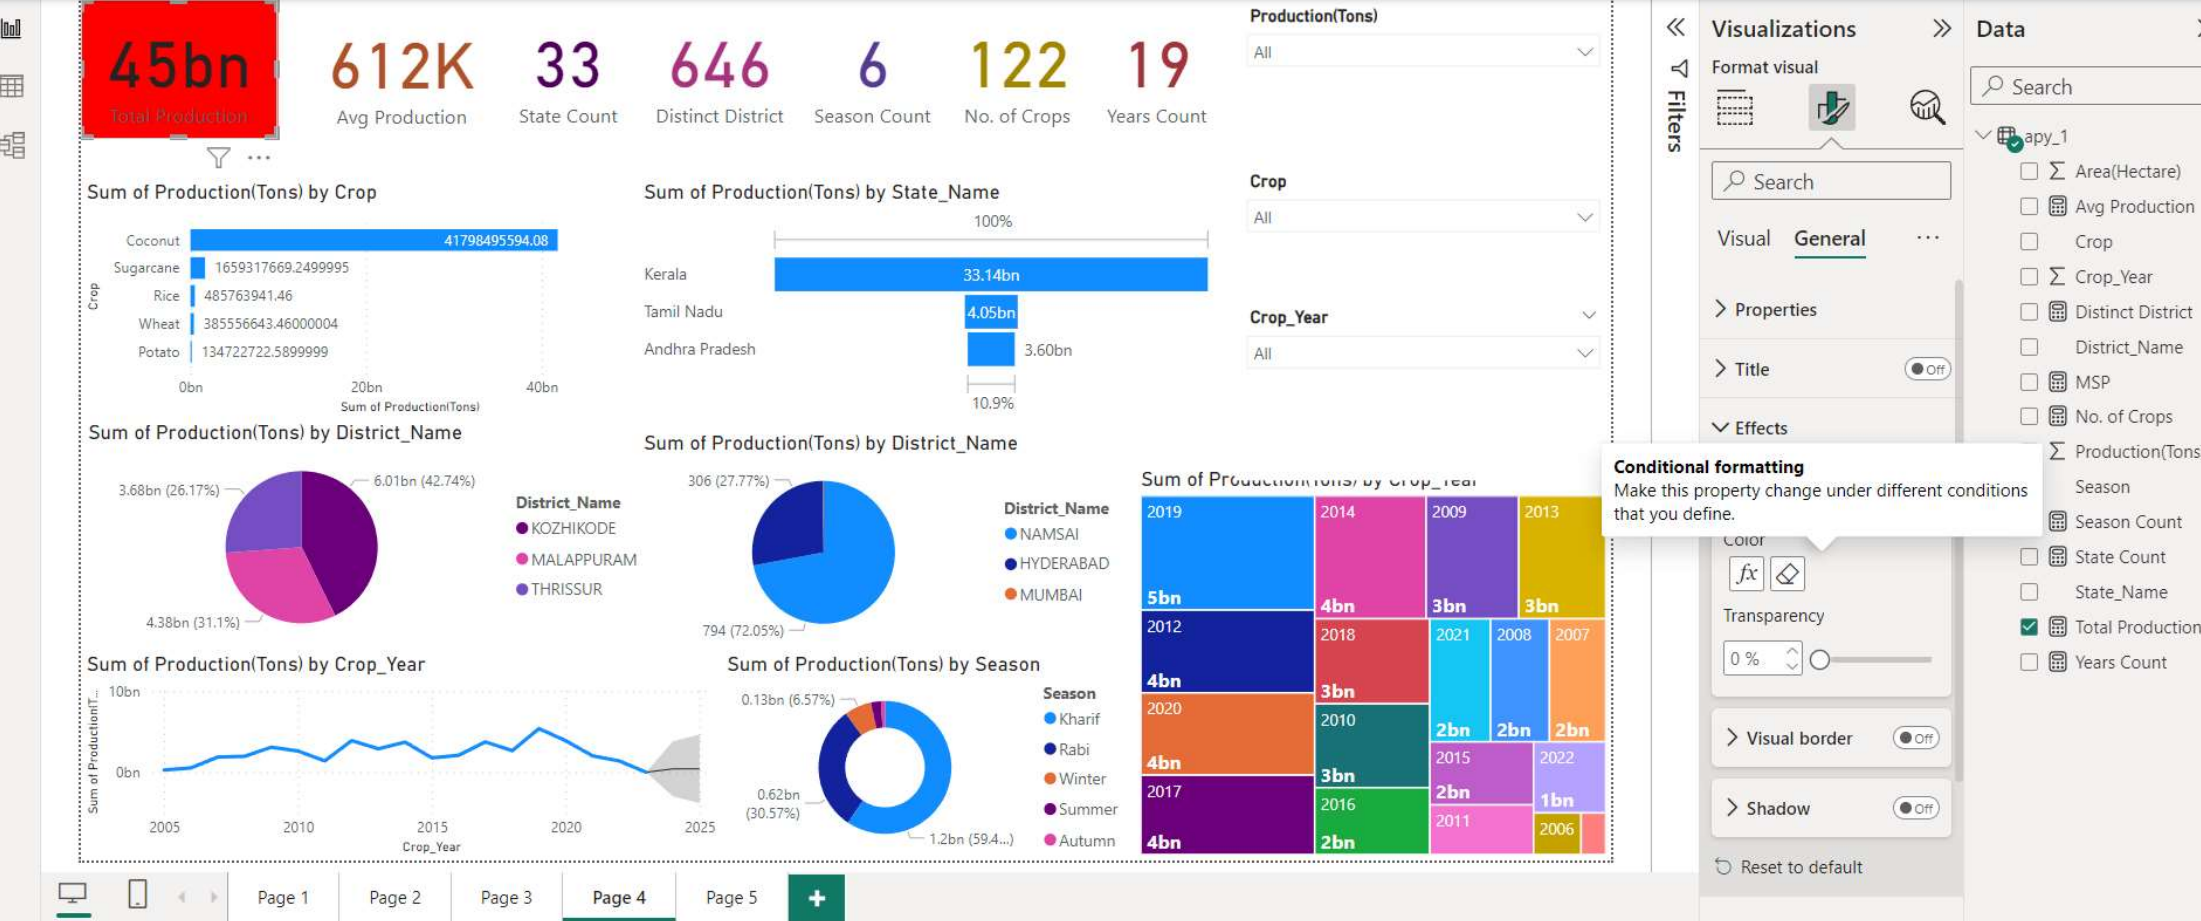 45bn
Total Production
612K
Avg Production
33
State Count
646
Distinct District
6
Season Count
122
No. of Crops
19
Years Count
Production(Tons)
All
Sum of Production(Tons) by Crop
Crop
Coconut
41798495594.08
Sugarcane
1659317669.2499995
Rice
485763941.46
Wheat
385556643.46000004
Potato
134722722.5899999
0bn
20bn
40bn
Sum of Production(Tons)
Sum of Production(Tons) by State_Name
100%
Kerala
33.14bn
Tamil Nadu
4.05bn
Andhra Pradesh
3.60bn
10.9%
Crop
All
Crop_Year
All
Sum of Production(Tons) by District_Name
3.68bn (26.17%)
6.01bn (42.74%)
4.38bn (31.1%)
District_Name
KOZHIKODE
MALAPPURAM
THRISSUR
Sum of Production(Tons) by District_Name
306 (27.77%)
794 (72.05%)
District_Name
NAMSAI
HYDERABAD
MUMBAI
Sum of Production(Tons) by Crop_Year
2019
5bn
2012
4bn
2020
4bn
2017
4bn
2014
4bn
2018
3bn
2010
3bn
2016
2bn
2009
3bn
2013
3bn
2021
2bn
2008
2bn
2007
2bn
2015
2bn
2022
1bn
2011
2006
Sum of Production(Tons) by Crop_Year
Sum of Production(T...
10bn
0bn
2005
2010
2015
2020
2025
Crop_Year
Sum of Production(Tons) by Season
0.13bn (6.57%)
0.62bn
(30.57%)
1.2bn (59.4...)
Season
Kharif
Rabi
Winter
Summer
Autumn
Page 1
Page 2
Page 3
Page 4
Page 5
+
Filters
Visualizations
Format visual
Search
Visual
General
...
Properties
Title
Off
Effects
Conditional formatting
Make this property change under different conditions
that you define.
Color
fx
Transparency
0 %
Visual border
Off
Shadow
Off
Reset to default
Data
Search
apy_1
Area(Hectare)
Avg Production
Crop
Crop_Year
Distinct District
District_Name
MSP
No. of Crops
Production(Tons
Season
Season Count
State Count
State_Name
Total Production
Years Count